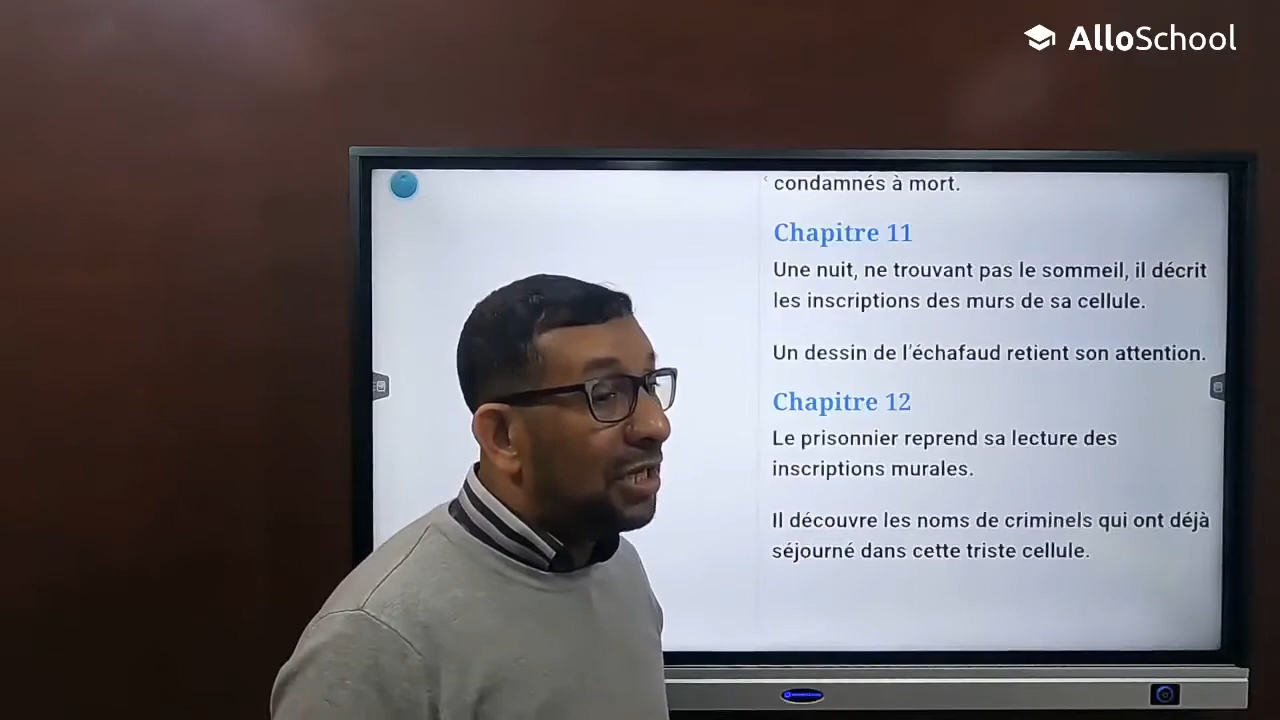 AlloSchool
condamnés à mort.
Chapitre 11
Une nuit, ne trouvant pas le sommeil, il décrit
les inscriptions des murs de sa cellule.
Un dessin de l'échafaud retient son attention.
Chapitre 12
Le prisonnier reprend sa lecture des
inscriptions murales.
Il découvre les noms de criminels qui ont déjà
séjourné dans cette triste cellule.